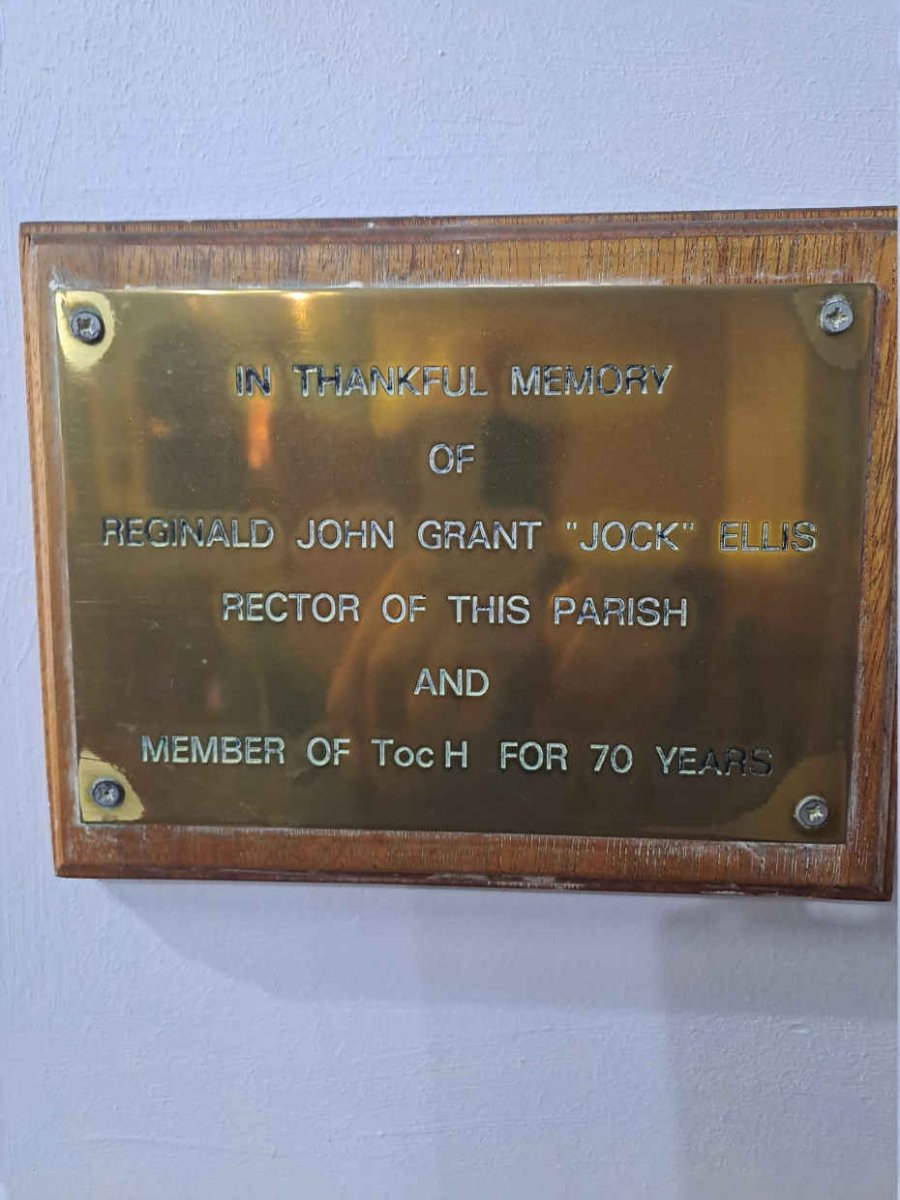 IN THANKFUL MEMORY
OF
REGINALD JOHN GRANT "JOCK" ELLIS
RECTOR OF THIS PARISH
AND
MEMBER OF Toc H FOR 70 YEARS